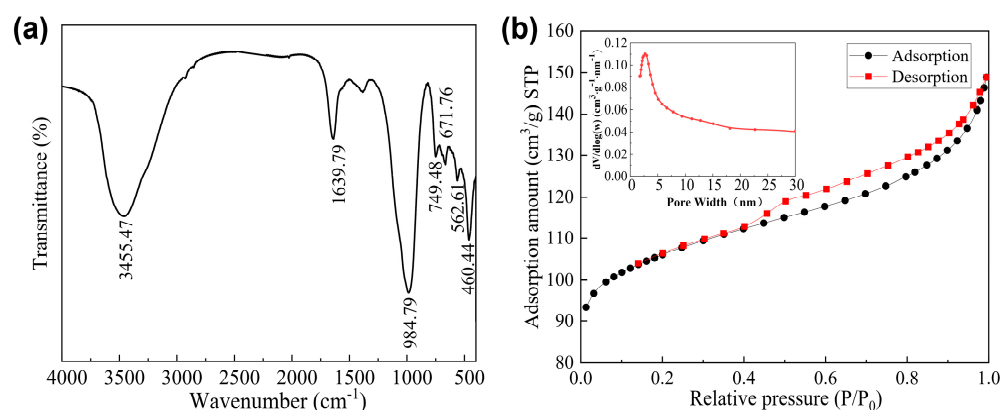 (a)
Transmittance (%)
3455.47
1639.79
984.79
749.48
671.76
562.61
460.44
4000 3500 3000 2500 2000 1500 1000 500
Wavenumber (cm⁻¹)
(b)
Adsorption amount (cm³/g) STP
160
150
140
130
120
110
100
90
80
0.0 0.2 0.4 0.6 0.8 1.0
Relative pressure (P/P₀)
Adsorption
Desorption
dV/dlog(w) (cm³·g⁻¹·nm⁻¹)
0.12
0.10
0.08
0.06
0.04
0.02
0.00
0 5 10 15 20 25 30
Pore Width（nm）